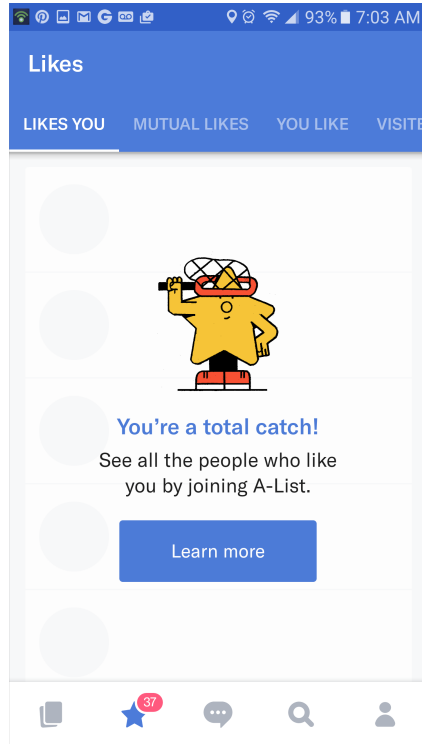 93% 7:03 AM
Likes
LIKES YOU MUTUAL LIKES YOU LIKE VISITE
You're a total catch!
See all the people who like
you by joining A-List.
Learn more
37